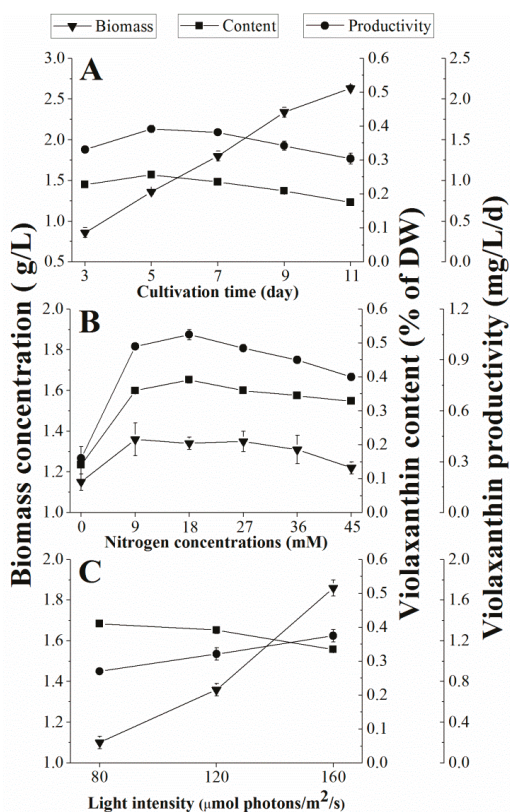 Biomass Content Productivity
A
3.0 2.5 2.0 1.5 1.0 0.5
0.6 0.5 0.4 0.3 0.2 0.1 0.0
2.5 2.0 1.5 1.0 0.5 0.0
3 5 7 9 11
Cultivation time (day)
B
2.0 1.8 1.6 1.4 1.2 1.0
0.6 0.5 0.4 0.3 0.2 0.1 0.0
1.2 0.9 0.6 0.3 0.0
0 9 18 27 36 45
Nitrogen concentrations (mM)
C
2.0 1.8 1.6 1.4 1.2 1.0
0.6 0.5 0.4 0.3 0.2 0.1 0.0
2.0 1.6 1.2 0.8 0.4 0.0
80 120 160
Light intensity (μmol photons/m²/s)
Biomass concentration ( g/L)
Violaxanthin content (% of DW)
Violaxanthin productivity (mg/L/d)